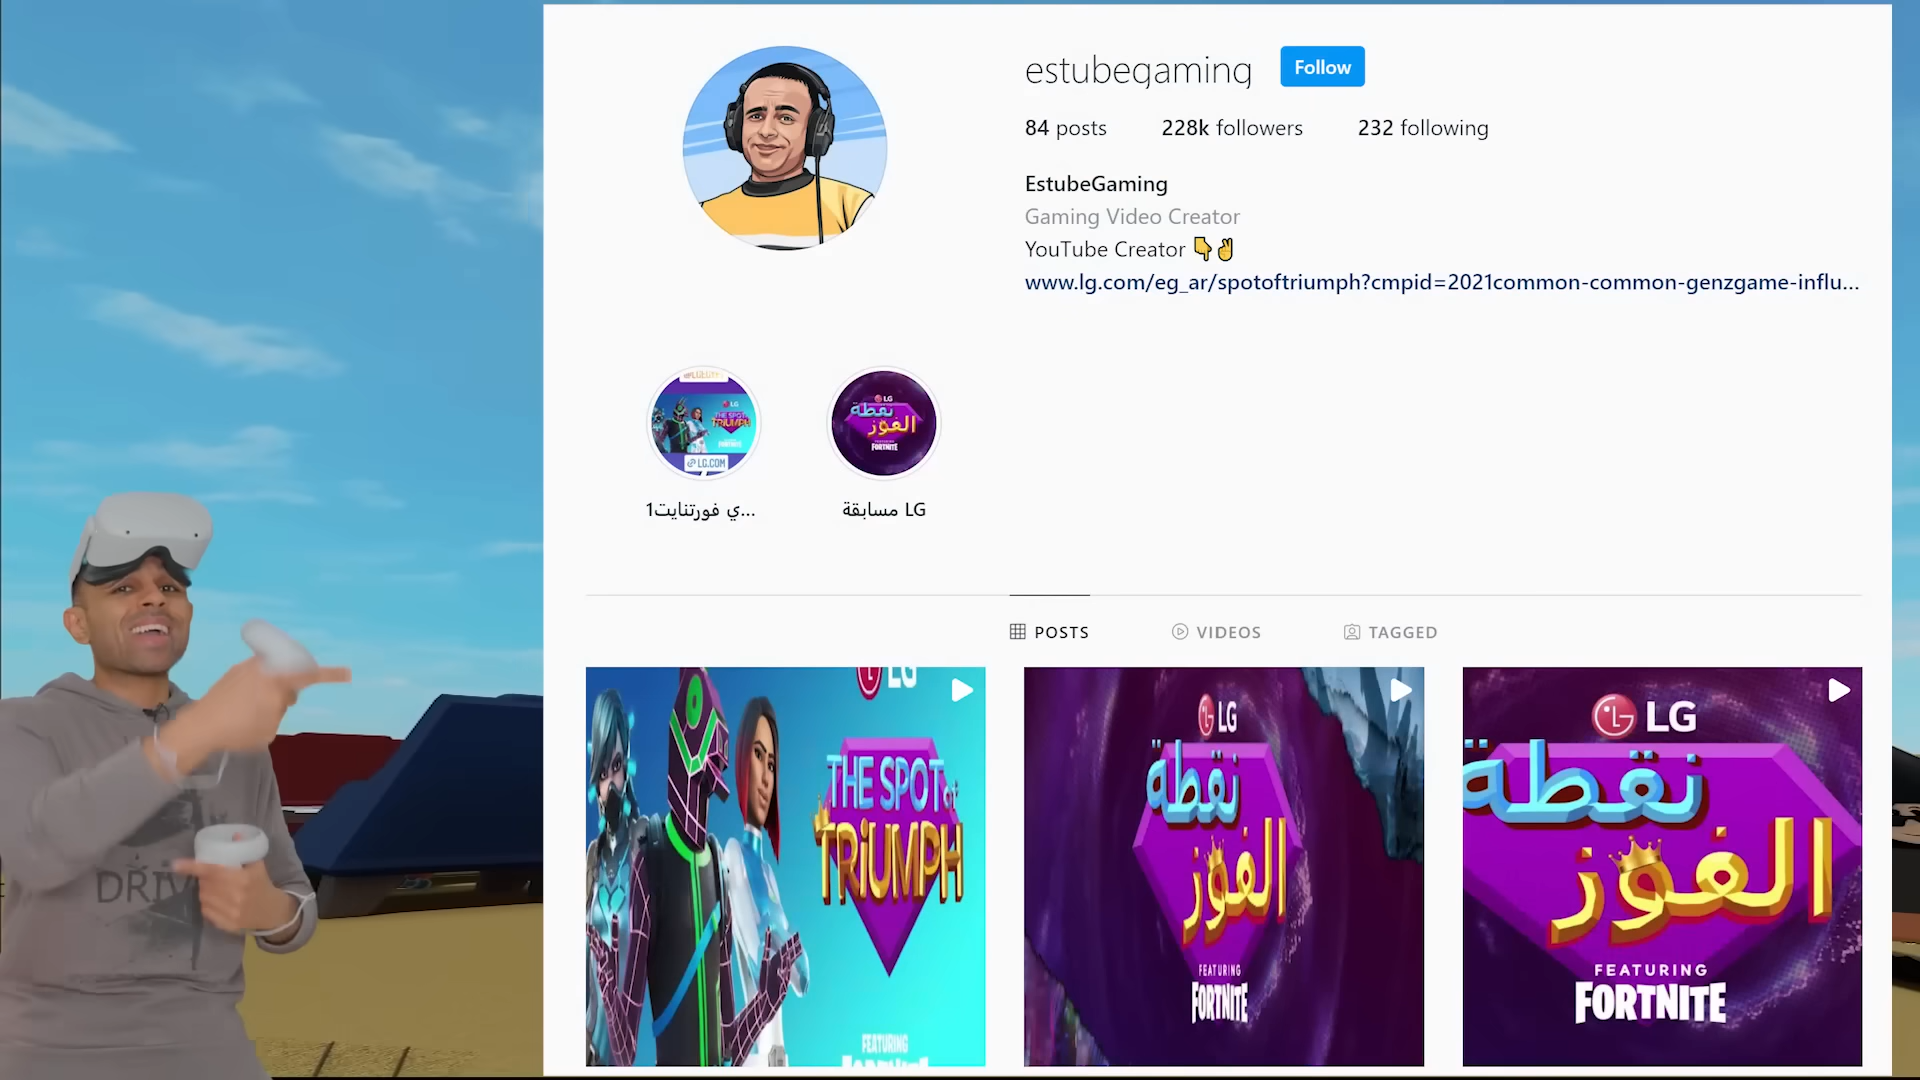 estubegaming
Follow
84 posts
228k followers
232 following
EstubeGaming
Gaming Video Creator
YouTube Creator 👇✌
www.lg.com/eg_ar/spotoftriumph?cmpid=2021common-common-genzgame-influ...
LG
THE SPOT of
TRIUMPH
LG.COM
LG
نقطة
الفوز
FEATURING
FORTNITE
ي فورتنايت1...
مسابقة LG
POSTS
VIDEOS
TAGGED
LG
THE SPOT of
TRIUMPH
FEATURING
FORTNITE
LG
نقطة
الفوز
FEATURING
FORTNITE
LG
نقطة
الفوز
FEATURING
FORTNITE